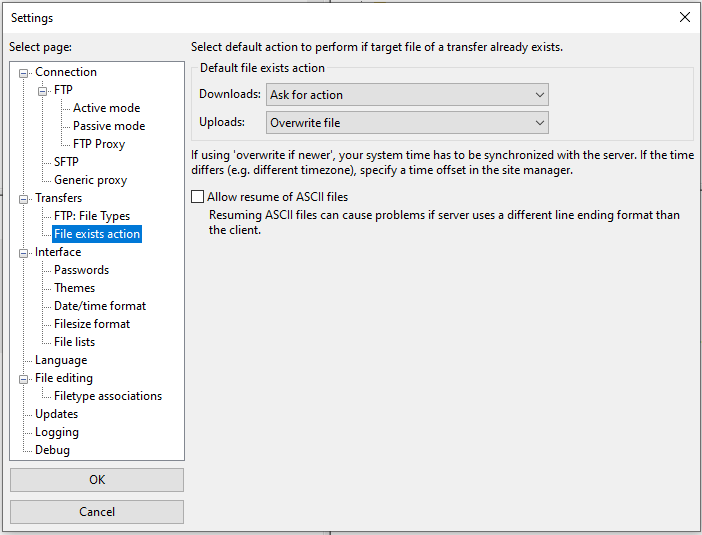 Settings
Select page:
Connection
FTP
Active mode
Passive mode
FTP Proxy
SFTP
Generic proxy
Transfers
FTP: File Types
File exists action
Interface
Passwords
Themes
Date/time format
Filesize format
File lists
Language
File editing
Filetype associations
Updates
Logging
Debug
OK
Cancel
Select default action to perform if target file of a transfer already exists.
Default file exists action
Downloads: Ask for action
Uploads: Overwrite file
If using 'overwrite if newer', your system time has to be synchronized with the server. If the time
differs (e.g. different timezone), specify a time offset in the site manager.
Allow resume of ASCII files
Resuming ASCII files can cause problems if server uses a different line ending format than
the client.